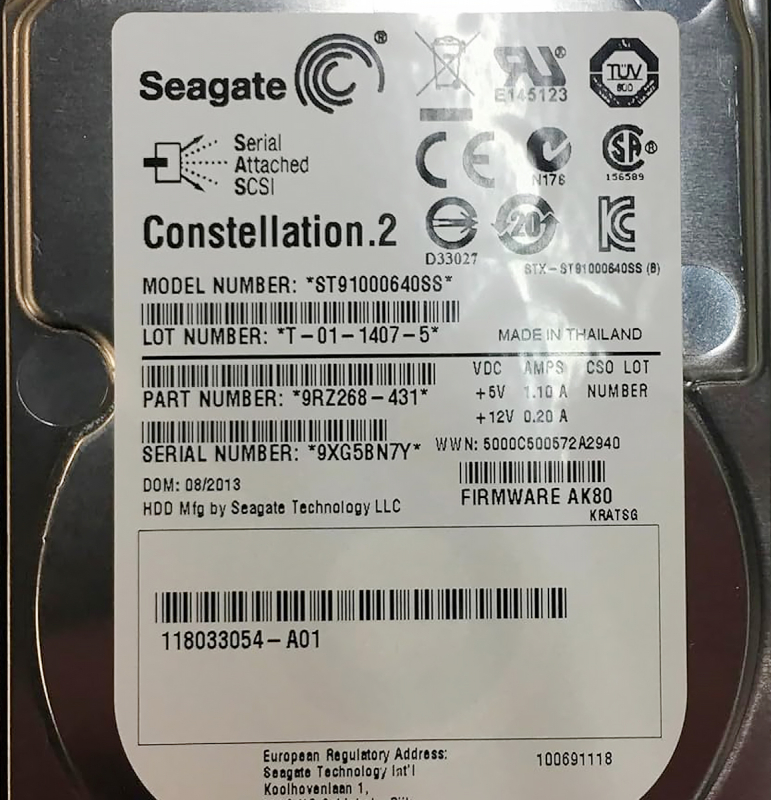 Seagate ®
E145123
TÜV
Serial
Attached
SCSI
CE
N176
SA ®
156589
Constellation.2
20
D33027
STX-ST91000640SS (B)
MODEL NUMBER: *ST91000640SS*
LOT NUMBER: *T-01-1407-5*
MADE IN THAILAND
VDC AMPS CSO LOT
+5V 1.10 A NUMBER
+12V 0.20 A
PART NUMBER: *9RZ268-431*
SERIAL NUMBER: *9XG5BN7Y*
WWN: 5000C500572A2940
DOM: 08/2013
HDD Mfg by Seagate Technology LLC
FIRMWARE AK80
KRATSG
118033054-A01
European Regulatory Address:
Seagate Technology Int'l
Koolhovenlaan 1,
100691118